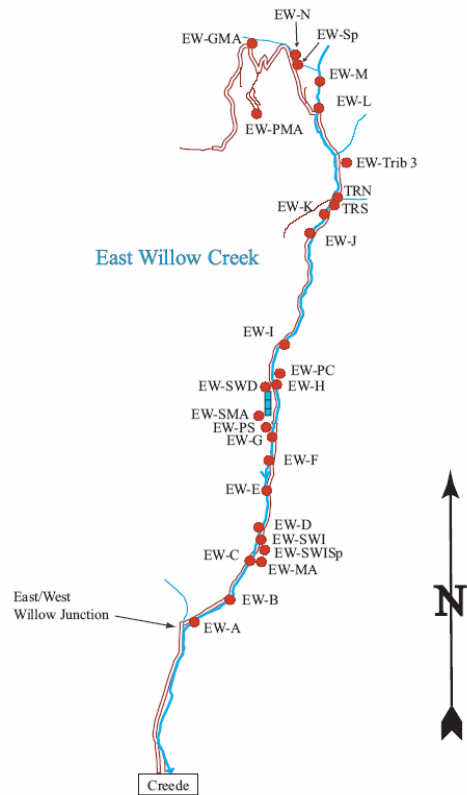 EW-N
EW-GMA
EW-Sp
EW-M
EW-L
EW-PMA
EW-Trib 3
TRN
EW-K
TRS
EW-J
East Willow Creek
EW-I
EW-PC
EW-SWD
EW-H
EW-SMA
EW-PS
EW-G
EW-F
EW-E
EW-D
EW-SWI
EW-SWISp
EW-C
EW-MA
East/West
Willow Junction
EW-B
EW-A
N
Creede